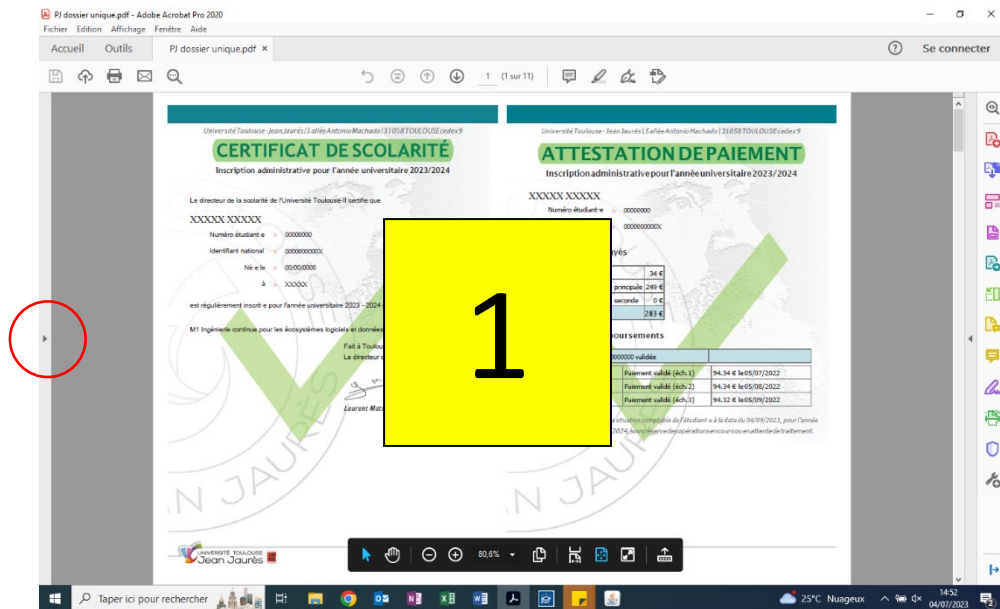 PJ dossier unique.pdf - Adobe Acrobat Pro 2020
Fichier Edition Affichage Fenêtre Aide
Accueil Outils PJ dossier unique.pdf × Se connecter
1 (1 sur 11)
Université Toulouse - Jean Jaurès | 5 allée Antonio Machado | 31058 TOULOUSE cedex 9
CERTIFICAT DE SCOLARITÉ
Inscription administrative pour l'année universitaire 2023/2024
Le directeur de la scolarité de l'Université Toulouse II certifie que
XXXXX XXXXX
Numéro étudiant·e > 00000000
Identifiant national > 0000000000X
Né·e le > 00/00/0000
à > XXXXX
est régulièrement inscrit·e pour l'année universitaire 2023 - 2024
M1 Ingénierie continue pour les écosystèmes logiciels et données
Fait à Toulou
Le directeur
Laurent Mat
N JAURÈS
UNIVERSITÉ TOULOUSE
Jean Jaurès
Université Toulouse - Jean Jaurès | 5 allée Antonio Machado | 31058 TOULOUSE cedex 9
ATTESTATION DE PAIEMENT
Inscription administrative pour l'année universitaire 2023/2024
XXXXX XXXXX
Numéro étudiant·e > 00000000
> 0000000000X
yés
34 €
principale 249 €
seconde 0 €
283 €
oursements
0000000 validée
Paiement validé (éch.1) 94.34 € le 05/07/2022
Paiement validé (éch.2) 94.34 € le 05/08/2022
Paiement validé (éch.3) 94.32 € le 05/09/2022
situation comptable de l'étudiant·e à la date du 04/09/2023, pour l'année
2024, sous réserve des opérations en cours ou en attente de traitement.
N JAURÈS
1
80,6%
Taper ici pour rechercher
25°C Nuageux
14:52
04/07/2023